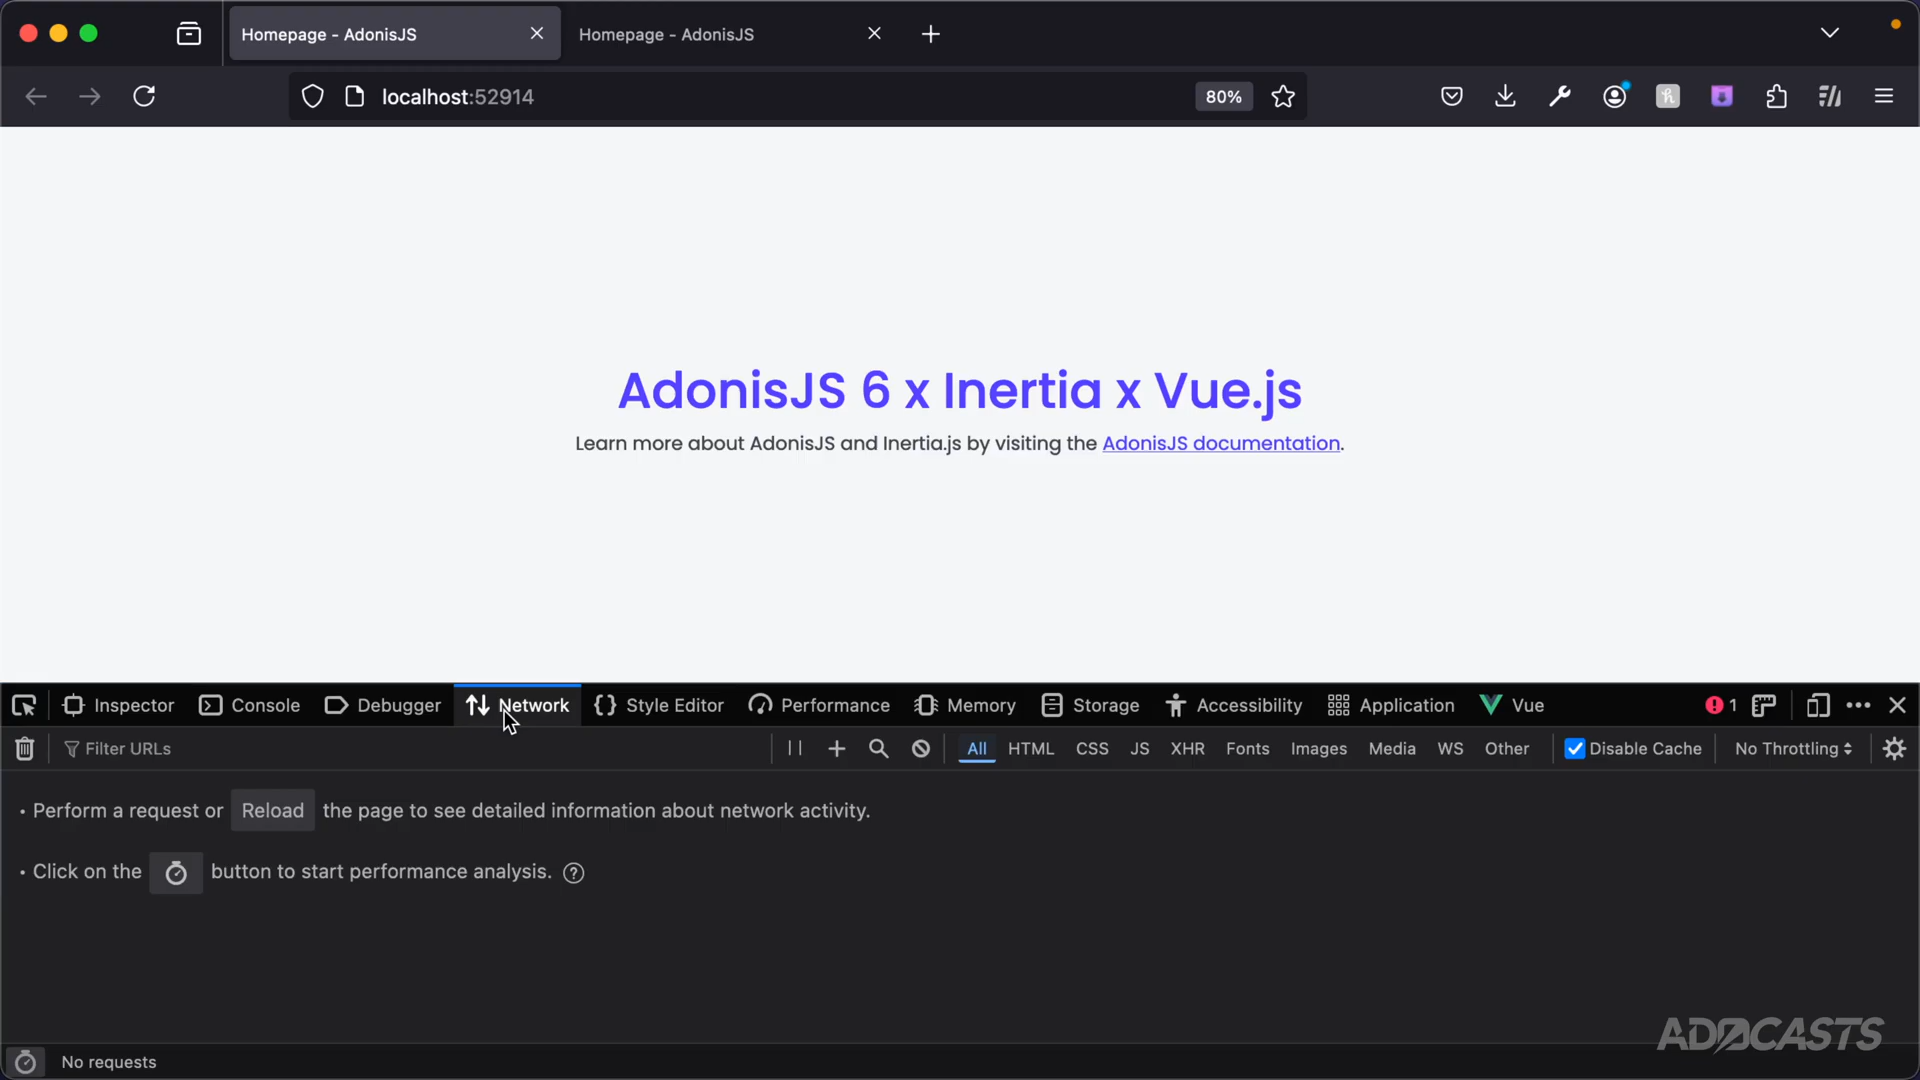 Homepage - AdonisJS
Homepage - AdonisJS
localhost:52914
80%
AdonisJS 6 x Inertia x Vue.js
Learn more about AdonisJS and Inertia.js by visiting the AdonisJS documentation.
Inspector Console Debugger Network Style Editor Performance Memory Storage Accessibility Application Vue 1
Filter URLs All HTML CSS JS XHR Fonts Images Media WS Other Disable Cache No Throttling
• Perform a request or Reload the page to see detailed information about network activity.
• Click on the button to start performance analysis. ?
ADOCASTS
No requests